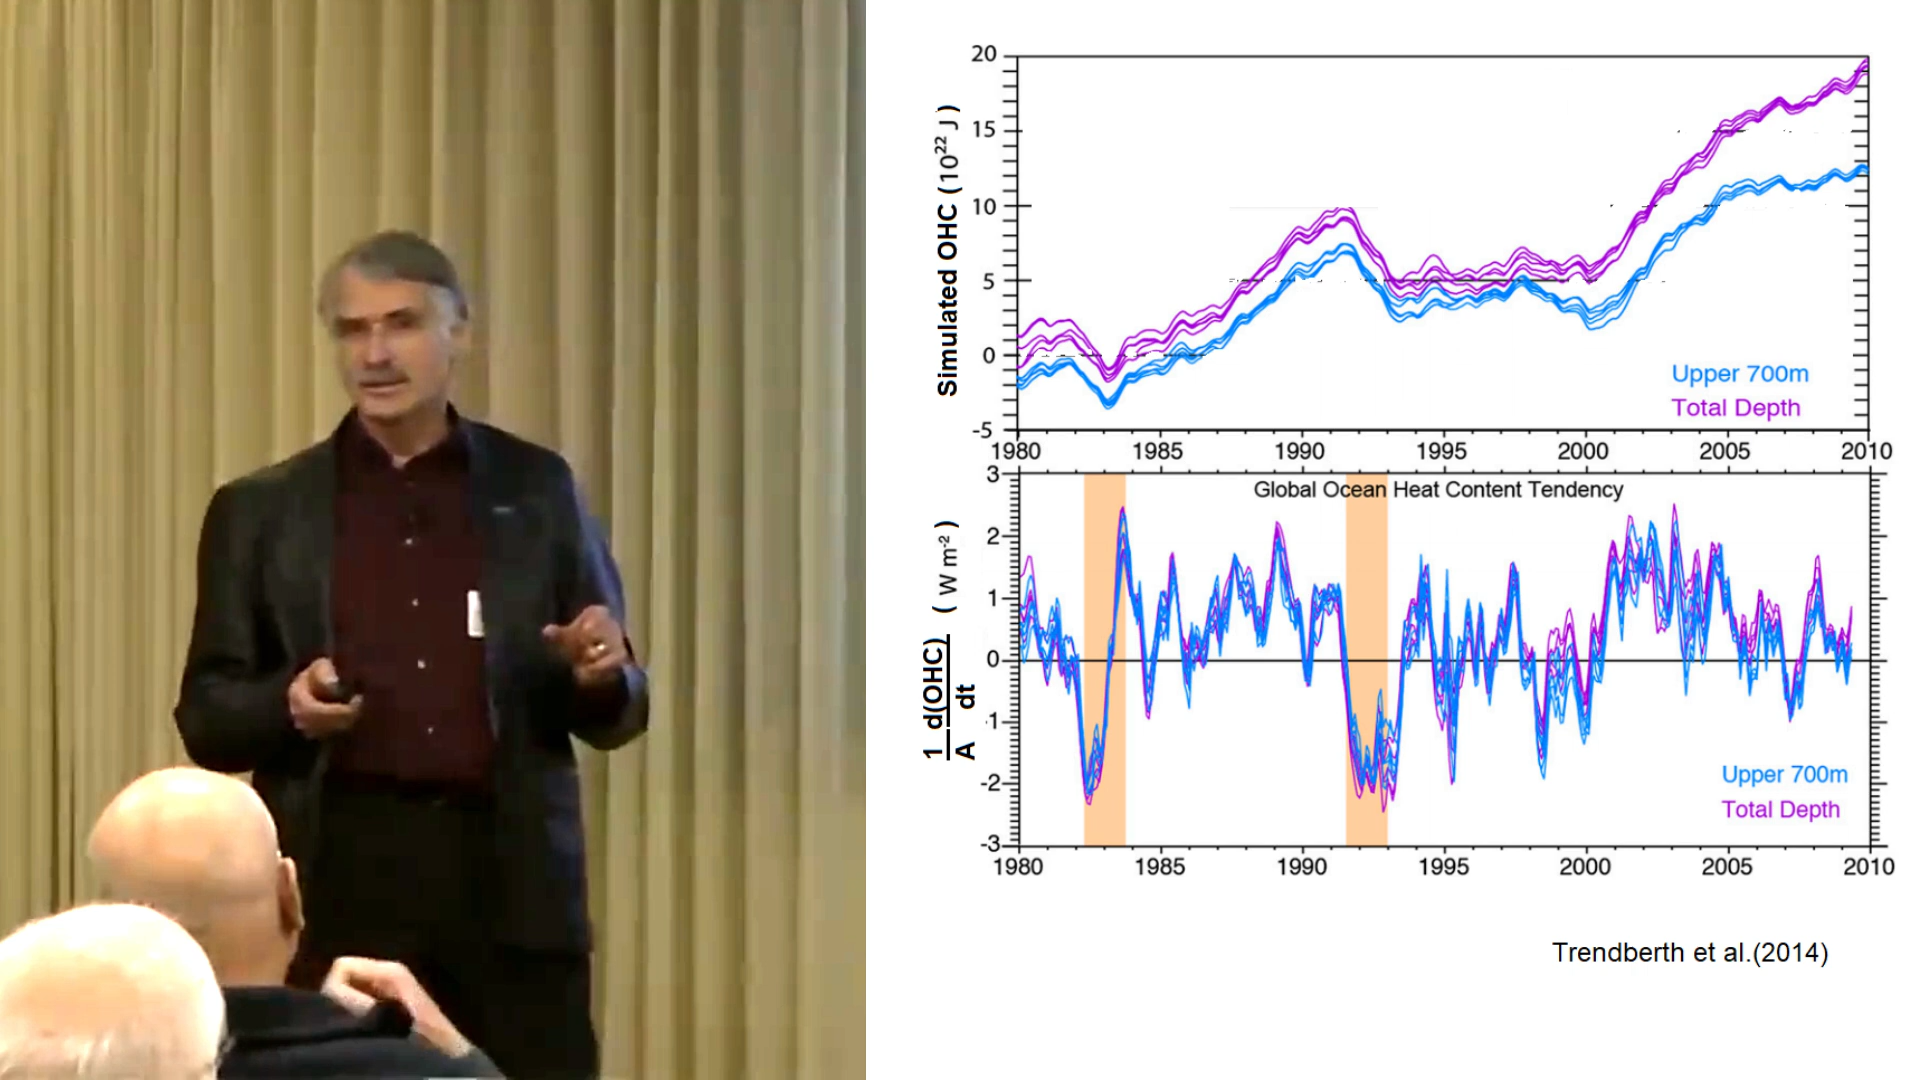 20
15
10
5
0
-5
Simulated OHC (10²² J)
Upper 700m
Total Depth
1980 1985 1990 1995 2000 2005 2010
3
2
1
0
-1
-2
-3
Global Ocean Heat Content Tendency
1 d(OHC) ( W m⁻² )
A dt
Upper 700m
Total Depth
1980 1985 1990 1995 2000 2005 2010
Trendberth et al.(2014)